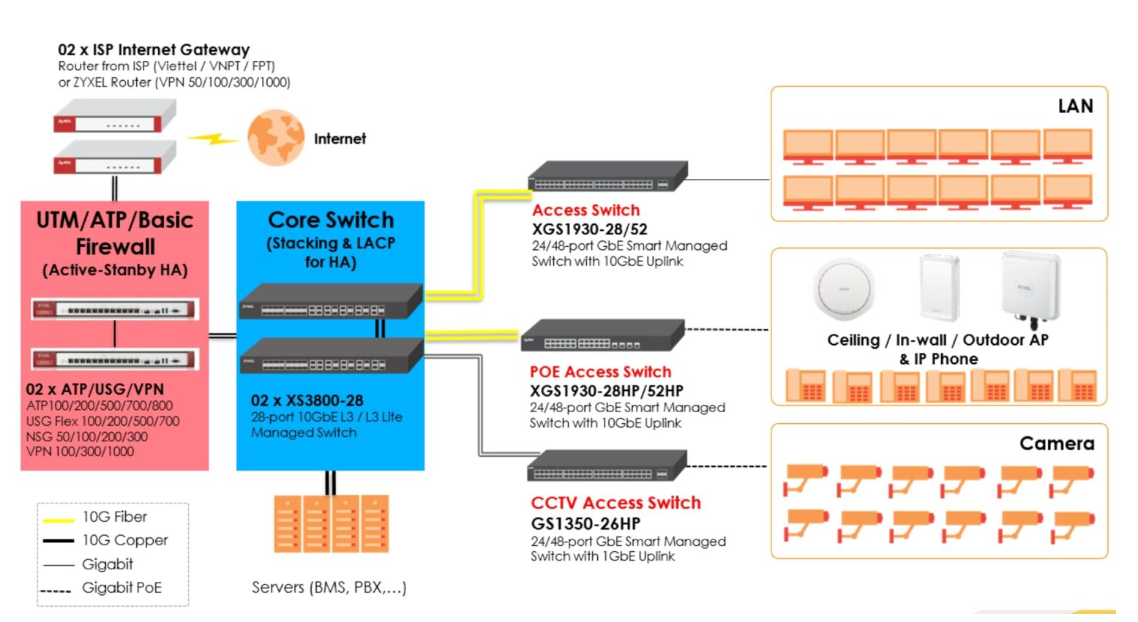 02 x ISP Internet Gateway
Router from ISP (Viettel / VNPT / FPT)
or ZYXEL Router (VPN 50/100/300/1000)
Internet
UTM/ATP/Basic
Firewall
(Active-Stanby HA)
02 x ATP/USG/VPN
ATP100/200/500/700/800
USG Flex 100/200/500/700
NSG 50/100/200/300
VPN 100/300/1000
Core Switch
(Stacking & LACP
for HA)
02 x XS3800-28
28-port 10GbE L3 / L3 Lite
Managed Switch
Servers (BMS, PBX,...)
Access Switch
XGS1930-28/52
24/48-port GbE Smart Managed
Switch with 10GbE Uplink
POE Access Switch
XGS1930-28HP/52HP
24/48-port GbE Smart Managed
Switch with 10GbE Uplink
CCTV Access Switch
GS1350-26HP
24/48-port GbE Smart Managed
Switch with 1GbE Uplink
LAN
Ceiling / In-wall / Outdoor AP
& IP Phone
Camera
10G Fiber
10G Copper
Gigabit
Gigabit PoE